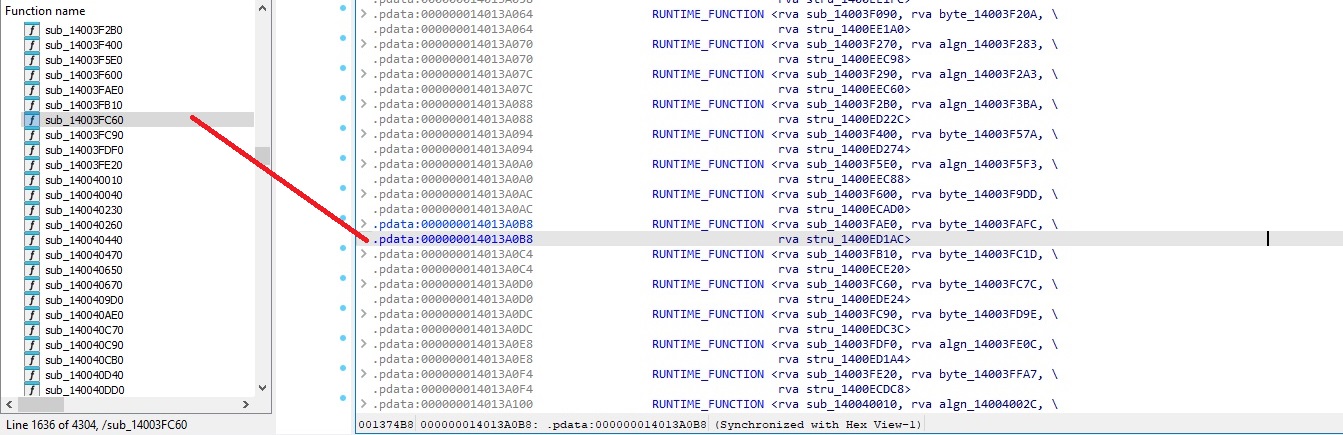 Function name
sub_14003F2B0
sub_14003F400
sub_14003F5E0
sub_14003F600
sub_14003FAE0
sub_14003FB10
sub_14003FC60
sub_14003FC90
sub_14003FDF0
sub_14003FE20
sub_140040010
sub_140040040
sub_140040230
sub_140040260
sub_140040440
sub_140040470
sub_140040650
sub_140040670
sub_1400409D0
sub_140040AE0
sub_140040C70
sub_140040C90
sub_140040CB0
sub_140040D40
sub_140040DD0
Line 1636 of 4304, /sub_14003FC60
.pdata:000000014013A064 RUNTIME_FUNCTION <rva sub_14003F090, rva byte_14003F20A, \
.pdata:000000014013A064 rva stru_1400EE1A0>
.pdata:000000014013A070 RUNTIME_FUNCTION <rva sub_14003F270, rva algn_14003F283, \
.pdata:000000014013A070 rva stru_1400EEC98>
.pdata:000000014013A07C RUNTIME_FUNCTION <rva sub_14003F290, rva algn_14003F2A3, \
.pdata:000000014013A07C rva stru_1400EEC60>
.pdata:000000014013A088 RUNTIME_FUNCTION <rva sub_14003F2B0, rva algn_14003F3BA, \
.pdata:000000014013A088 rva stru_1400ED22C>
.pdata:000000014013A094 RUNTIME_FUNCTION <rva sub_14003F400, rva byte_14003F57A, \
.pdata:000000014013A094 rva stru_1400ED274>
.pdata:000000014013A0A0 RUNTIME_FUNCTION <rva sub_14003F5E0, rva algn_14003F5F3, \
.pdata:000000014013A0A0 rva stru_1400EEC88>
.pdata:000000014013A0AC RUNTIME_FUNCTION <rva sub_14003F600, rva byte_14003F9DD, \
.pdata:000000014013A0AC rva stru_1400ECAD0>
.pdata:000000014013A0B8 RUNTIME_FUNCTION <rva sub_14003FAE0, rva byte_14003FAFC, \
.pdata:000000014013A0B8 rva stru_1400ED1AC>
.pdata:000000014013A0C4 RUNTIME_FUNCTION <rva sub_14003FB10, rva byte_14003FC1D, \
.pdata:000000014013A0C4 rva stru_1400ECE20>
.pdata:000000014013A0D0 RUNTIME_FUNCTION <rva sub_14003FC60, rva byte_14003FC7C, \
.pdata:000000014013A0D0 rva stru_1400EDE24>
.pdata:000000014013A0DC RUNTIME_FUNCTION <rva sub_14003FC90, rva byte_14003FD9E, \
.pdata:000000014013A0DC rva stru_1400EDC3C>
.pdata:000000014013A0E8 RUNTIME_FUNCTION <rva sub_14003FDF0, rva algn_14003FE0C, \
.pdata:000000014013A0E8 rva stru_1400ED1A4>
.pdata:000000014013A0F4 RUNTIME_FUNCTION <rva sub_14003FE20, rva byte_14003FFA7, \
.pdata:000000014013A0F4 rva stru_1400ECDC8>
.pdata:000000014013A100 RUNTIME_FUNCTION <rva sub_140040010, rva algn_14004002C, \
001374B8 000000014013A0B8: .pdata:000000014013A0B8 (Synchronized with Hex View-1)